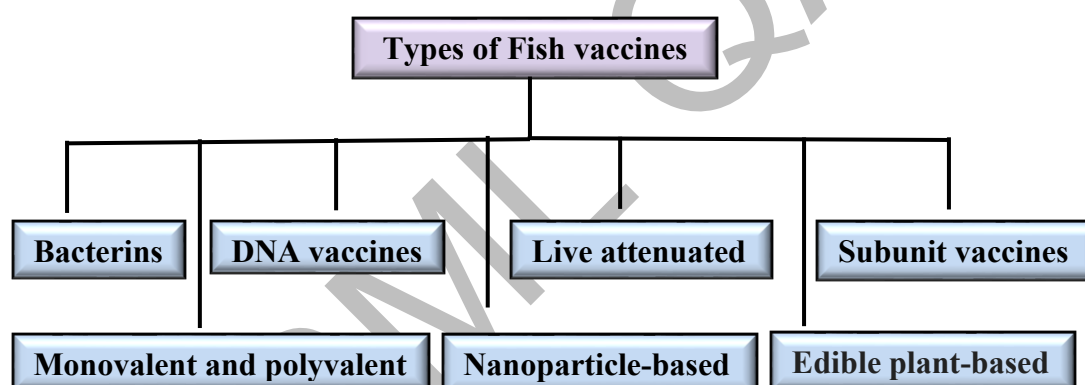 Types of Fish vaccines
Bacterins
DNA vaccines
Live attenuated
Subunit vaccines
Monovalent and polyvalent
Nanoparticle-based
Edible plant-based